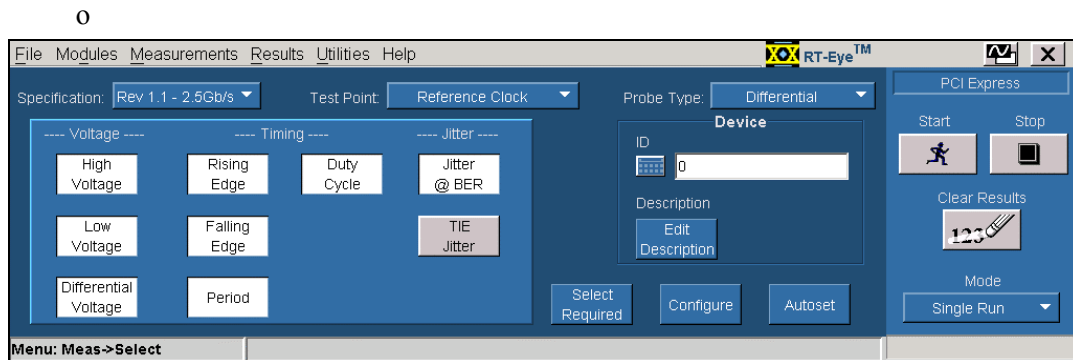 o
File Modules Measurements Results Utilities Help
RT-Eye™
Specification: Rev 1.1 - 2.5Gb/s
Test Point: Reference Clock
Probe Type: Differential
---- Voltage ----
---- Timing ----
---- Jitter ----
High
Voltage
Rising
Edge
Duty
Cycle
Jitter
@ BER
Low
Voltage
Falling
Edge
TIE
Jitter
Differential
Voltage
Period
Device
ID
0
Description
Edit
Description
Select
Required
Configure
Autoset
PCI Express
Start
Stop
Clear Results
123
Mode
Single Run
Menu: Meas->Select